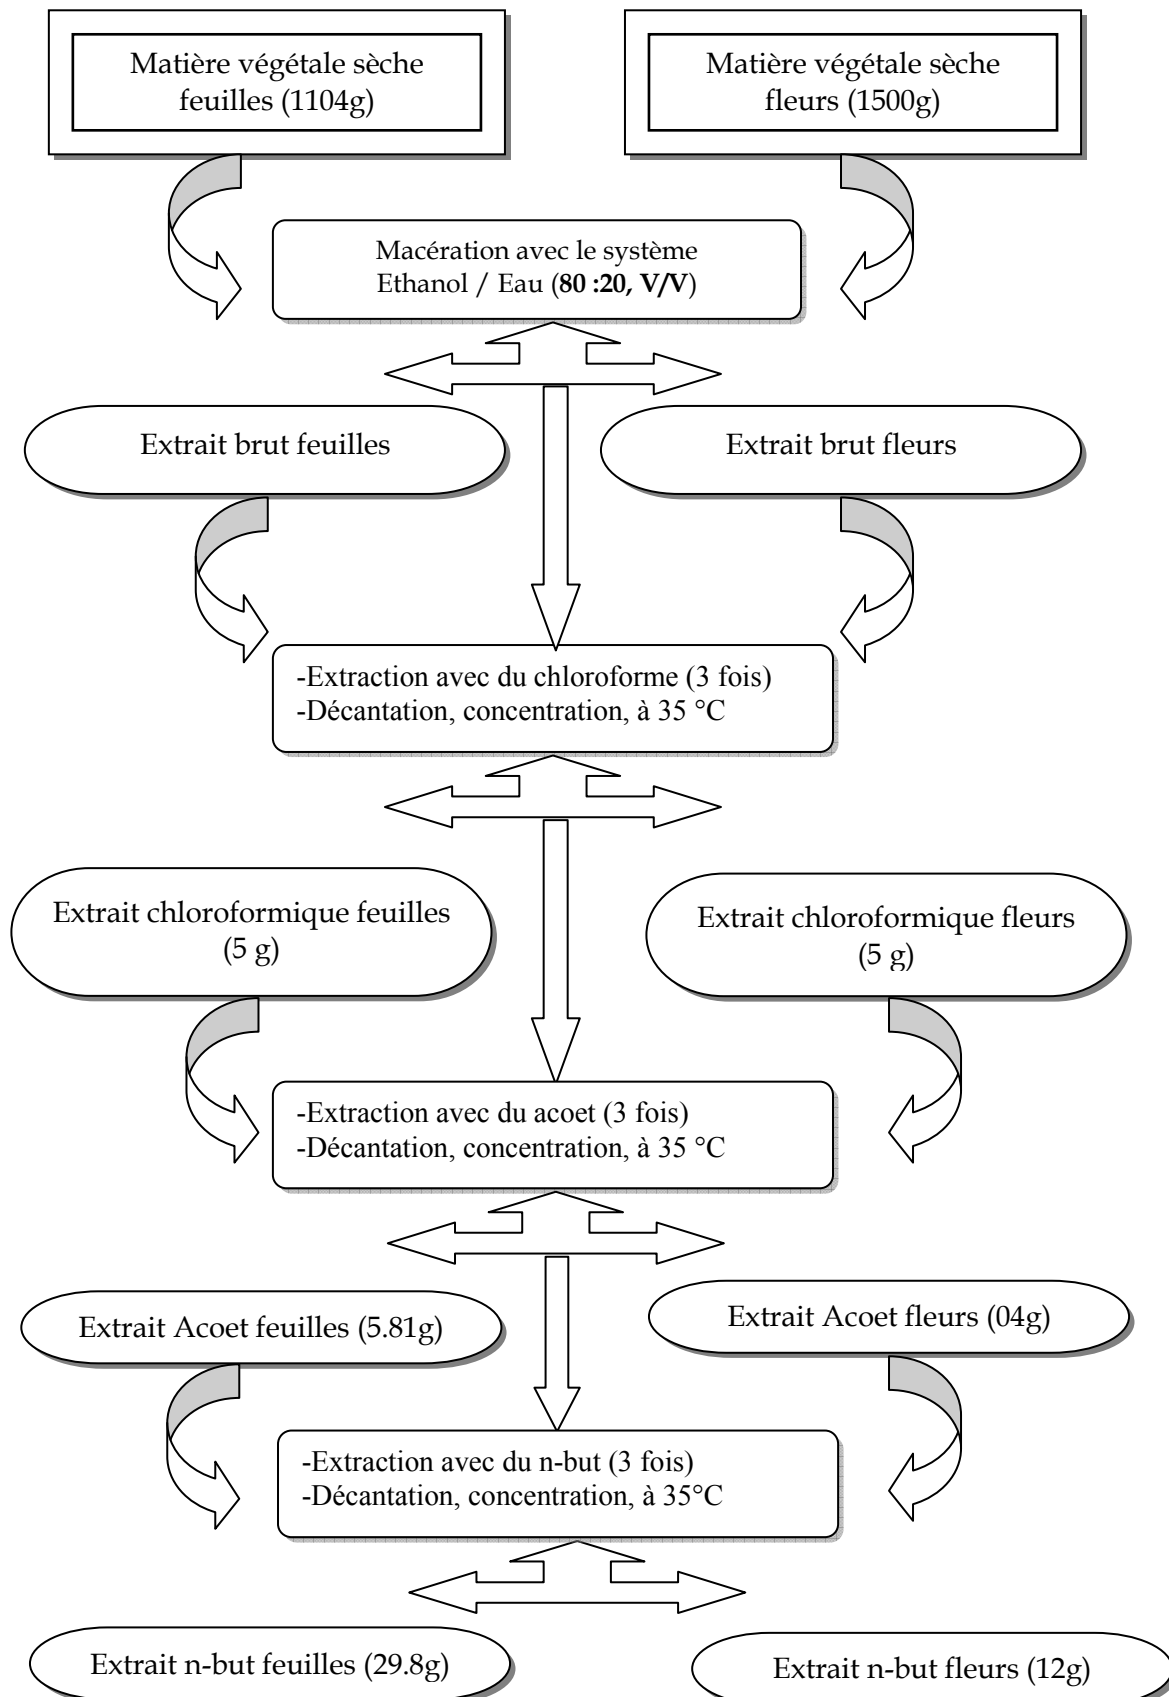 Matière végétale sèche
feuilles (1104g)
Matière végétale sèche
fleurs (1500g)
Macération avec le système
Ethanol / Eau (80 :20, V/V)
Extrait brut feuilles
Extrait brut fleurs
-Extraction avec du chloroforme (3 fois)
-Décantation, concentration, à 35 °C
Extrait chloroformique feuilles
(5 g)
Extrait chloroformique fleurs
(5 g)
-Extraction avec du acoet (3 fois)
-Décantation, concentration, à 35 °C
Extrait Acoet feuilles (5.81g)
Extrait Acoet fleurs (04g)
-Extraction avec du n-but (3 fois)
-Décantation, concentration, à 35°C
Extrait n-but feuilles (29.8g)
Extrait n-but fleurs (12g)